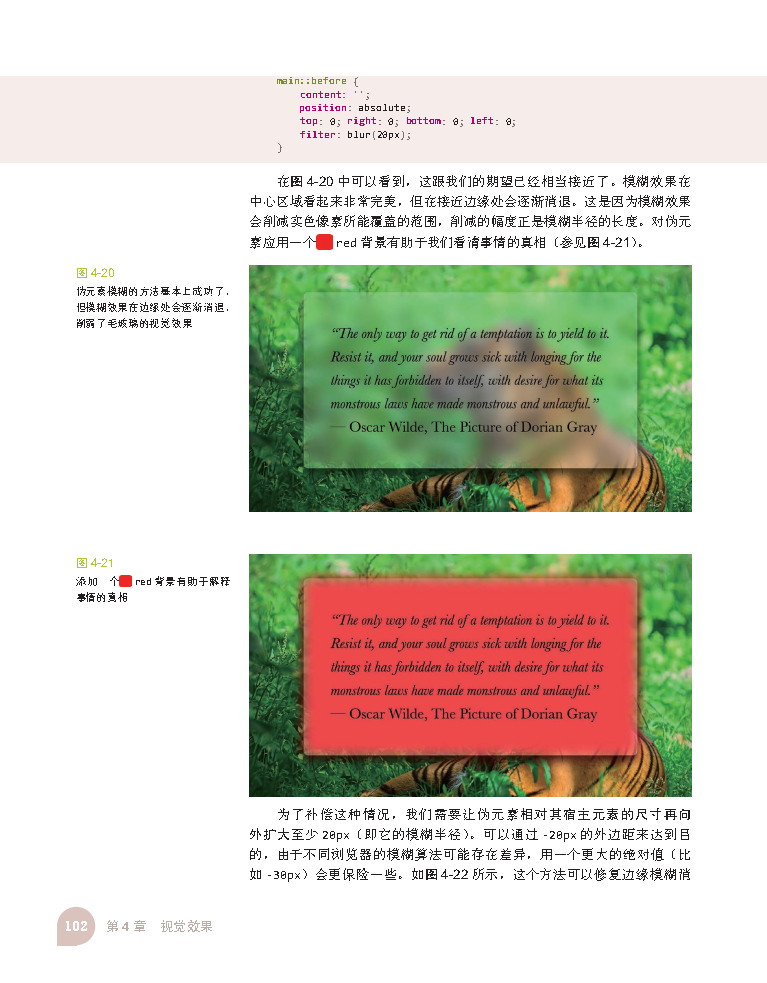 main::before {
content: '';
position: absolute;
top: 0; right: 0; bottom: 0; left: 0;
filter: blur(20px);
}
在图 4-20 中可以看到，这跟我们的期望已经相当接近了。模糊效果在
中心区域看起来非常完美，但在接近边缘处会逐渐消退。这是因为模糊效果
会削减实色像素所能覆盖的范围，削减的幅度正是模糊半径的长度。对伪元
素应用一个 red 背景有助于我们看清事情的真相（参见图 4-21）。
图 4-20
伪元素模糊的方法基本上成功了，
但模糊效果在边缘处会逐渐消退，
削弱了毛玻璃的视觉效果
“The only way to get rid of a temptation is to yield to it.
Resist it, and your soul grows sick with longing for the
things it has forbidden to itself, with desire for what its
monstrous laws have made monstrous and unlawful.”
— Oscar Wilde, The Picture of Dorian Gray
图 4-21
添加 个 red 背景有助于解释
事情的真相
“The only way to get rid of a temptation is to yield to it.
Resist it, and your soul grows sick with longing for the
things it has forbidden to itself, with desire for what its
monstrous laws have made monstrous and unlawful.”
— Oscar Wilde, The Picture of Dorian Gray
为了补偿这种情况，我们需要让伪元素相对其宿主元素的尺寸再向
外扩大至少 20px（即它的模糊半径）。可以通过 -20px 的外边距来达到目
的，由于不同浏览器的模糊算法可能存在差异，用一个更大的绝对值（比
如 -30px）会更保险一些。如图 4-22 所示，这个方法可以修复边缘模糊消
102 第 4 章 视觉效果